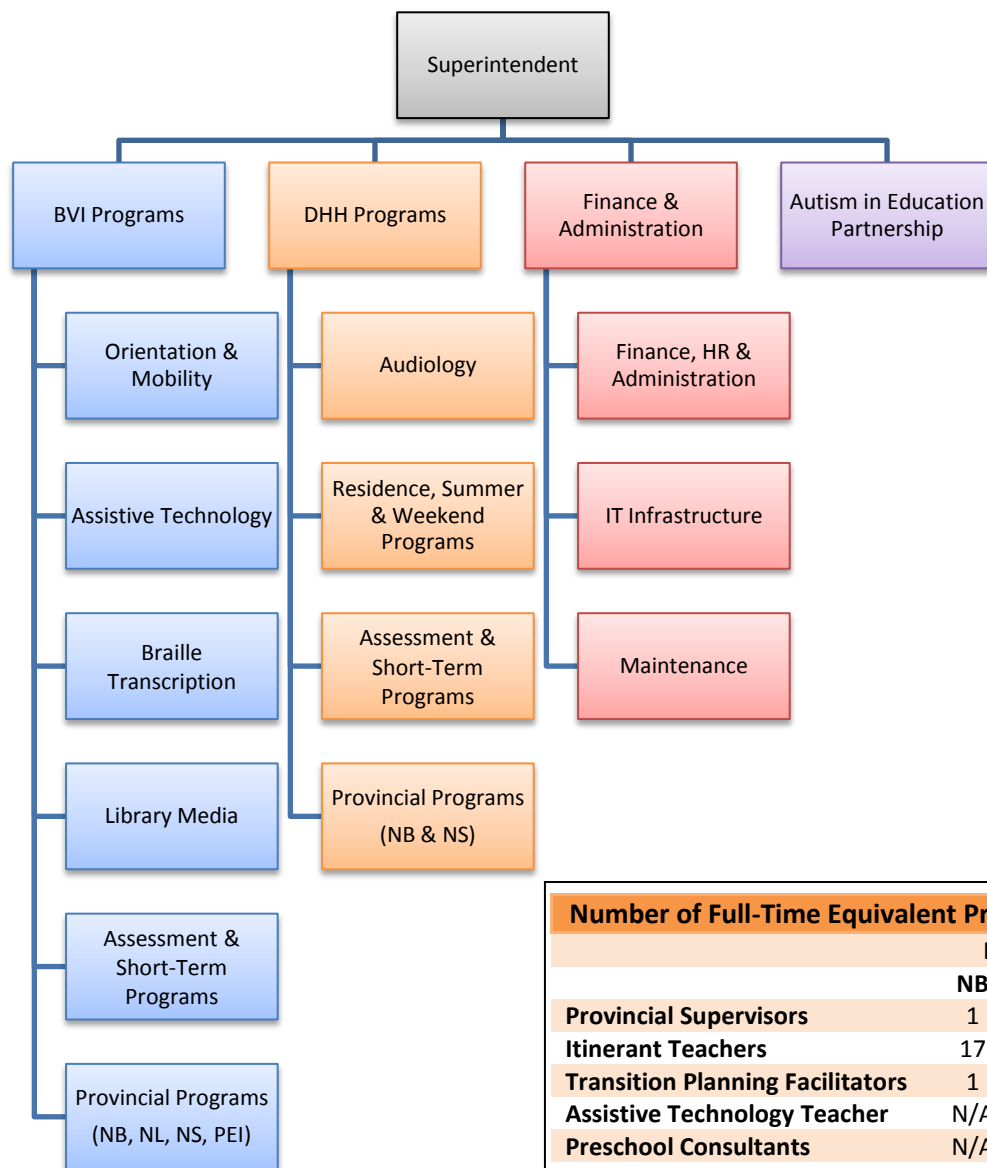 Superintendent
BVI Programs
DHH Programs
Finance &
Administration
Autism in Education
Partnership
Orientation &
Mobility
Assistive Technology
Braille
Transcription
Library Media
Assessment &
Short-Term
Programs
Provincial Programs
(NB, NL, NS, PEI)
Audiology
Residence, Summer
& Weekend
Programs
Assessment &
Short-Term
Programs
Provincial Programs
(NB & NS)
Finance, HR &
Administration
IT Infrastructure
Maintenance
Number of Full-Time Equivalent
NB
Provincial Supervisors 1
Itinerant Teachers 17
Transition Planning Facilitators 1
Assistive Technology Teacher N/A
Preschool Consultants N/A